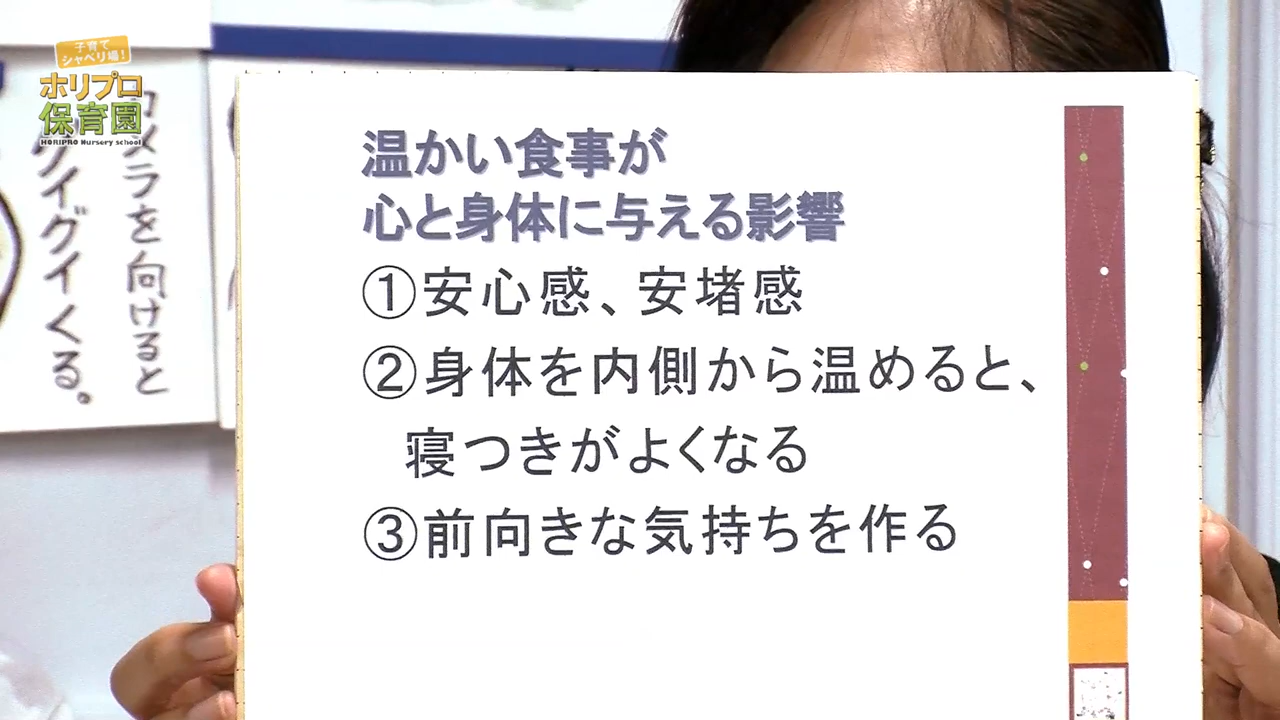 子育て
シャベリ場!
ホリプロ
保育園
HORIPRO Nursery school
温かい食事が
心と身体に与える影響
①安心感、安堵感
②身体を内側から温めると、
寝つきがよくなる
③前向きな気持ちを作る
メラを向けると
グイグイくる。